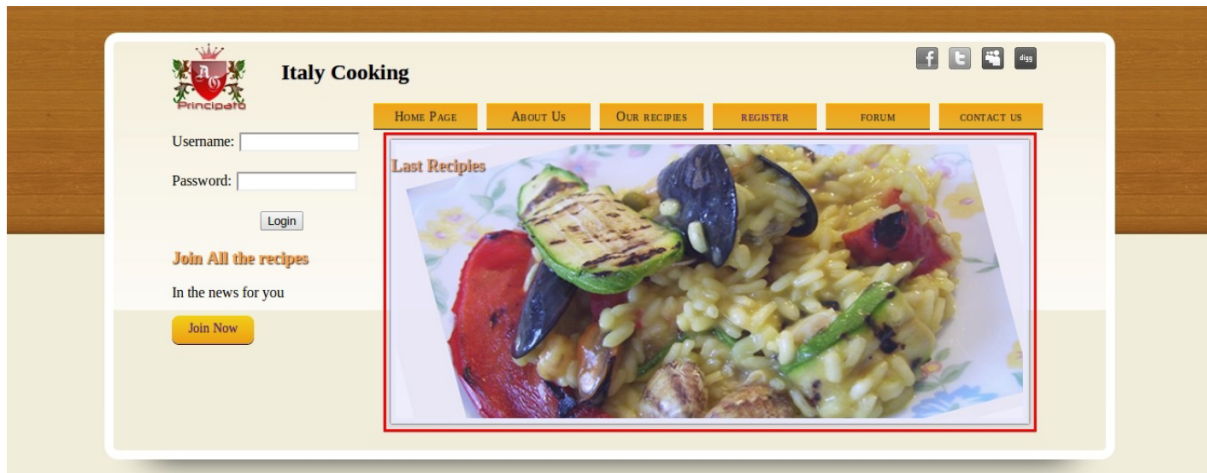 A G
Principato
Italy Cooking
f t digg
Home Page About Us Our recipies register forum contact us
Username:
Last Recipies
Password:
Login
Join All the recipes
In the news for you
Join Now